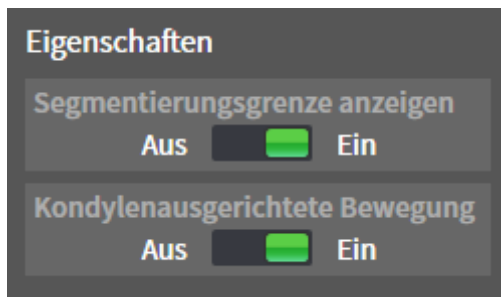 Eigenschaften
Segmentierungsgrenze anzeigen
Aus Ein
Kondylenausgerichtete Bewegung
Aus Ein